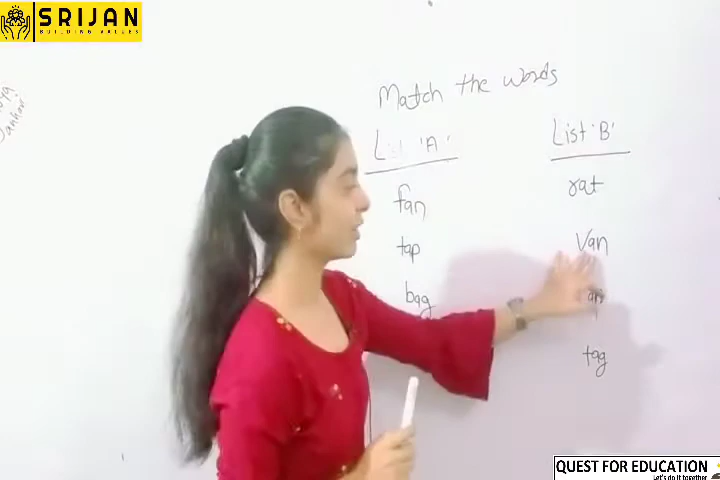 SRIJAN
BUILDING VALUES
Match the words
List 'A' List 'B'
fan rat
tap Van
bag
tag
QUEST FOR EDUCATION
Let's do it together